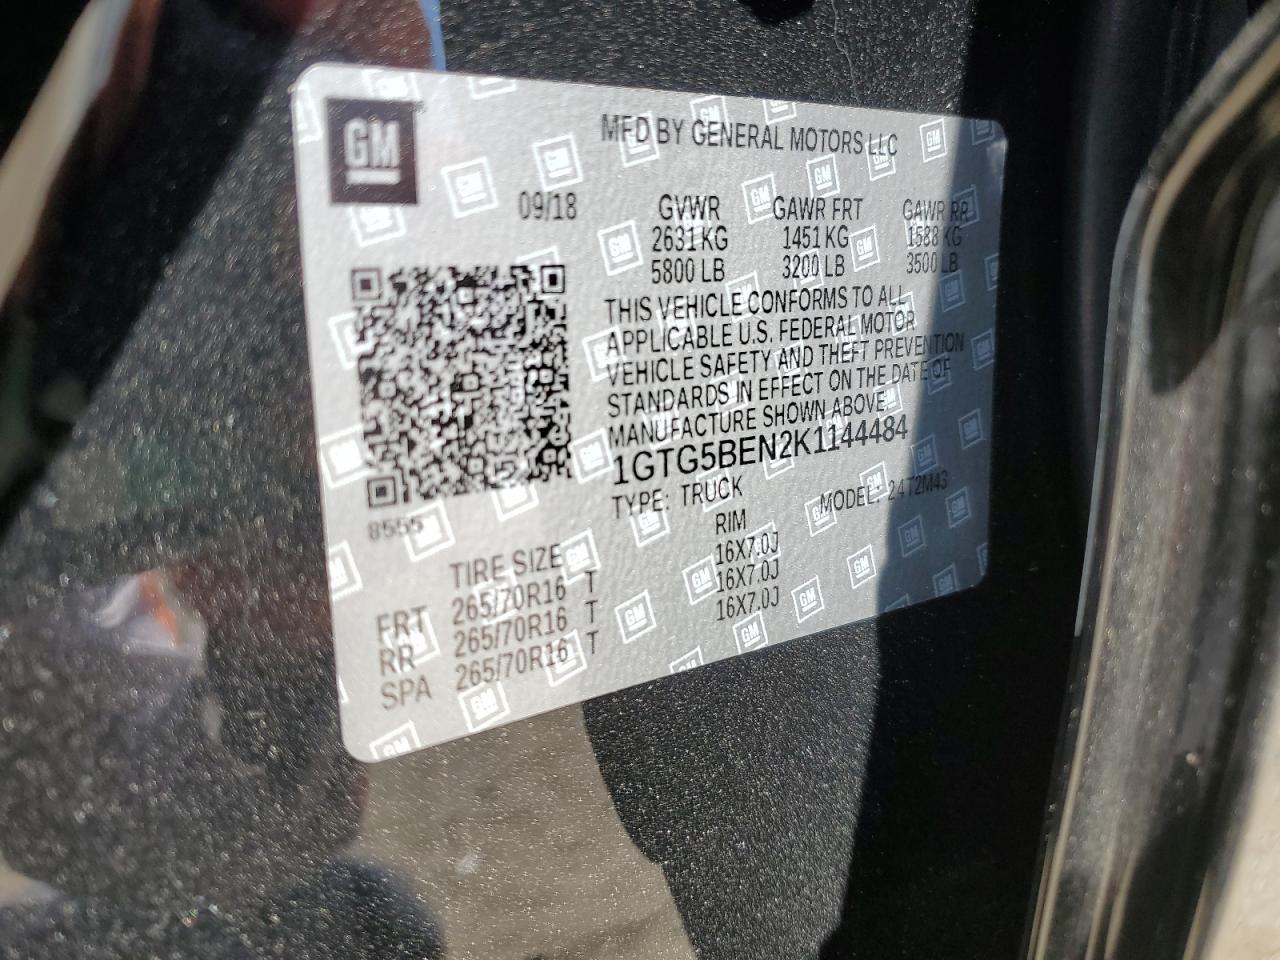 GM
MFD BY GENERAL MOTORS LLC
09/18 GVWR GAWR FRT GAWR RR
2631 KG 1451 KG 1588 KG
5800 LB 3200 LB 3500 LB
THIS VEHICLE CONFORMS TO ALL
APPLICABLE U.S. FEDERAL MOTOR
VEHICLE SAFETY AND THEFT PREVENTION
STANDARDS IN EFFECT ON THE DATE OF
MANUFACTURE SHOWN ABOVE.
1GTG5BEN2K1144484
TYPE: TRUCK MODEL: 24T2M43
8555
TIRE SIZE RIM
FRT 265/70R16 T 16X7.0J
RR 265/70R16 T 16X7.0J
SPA 265/70R16 T 16X7.0J